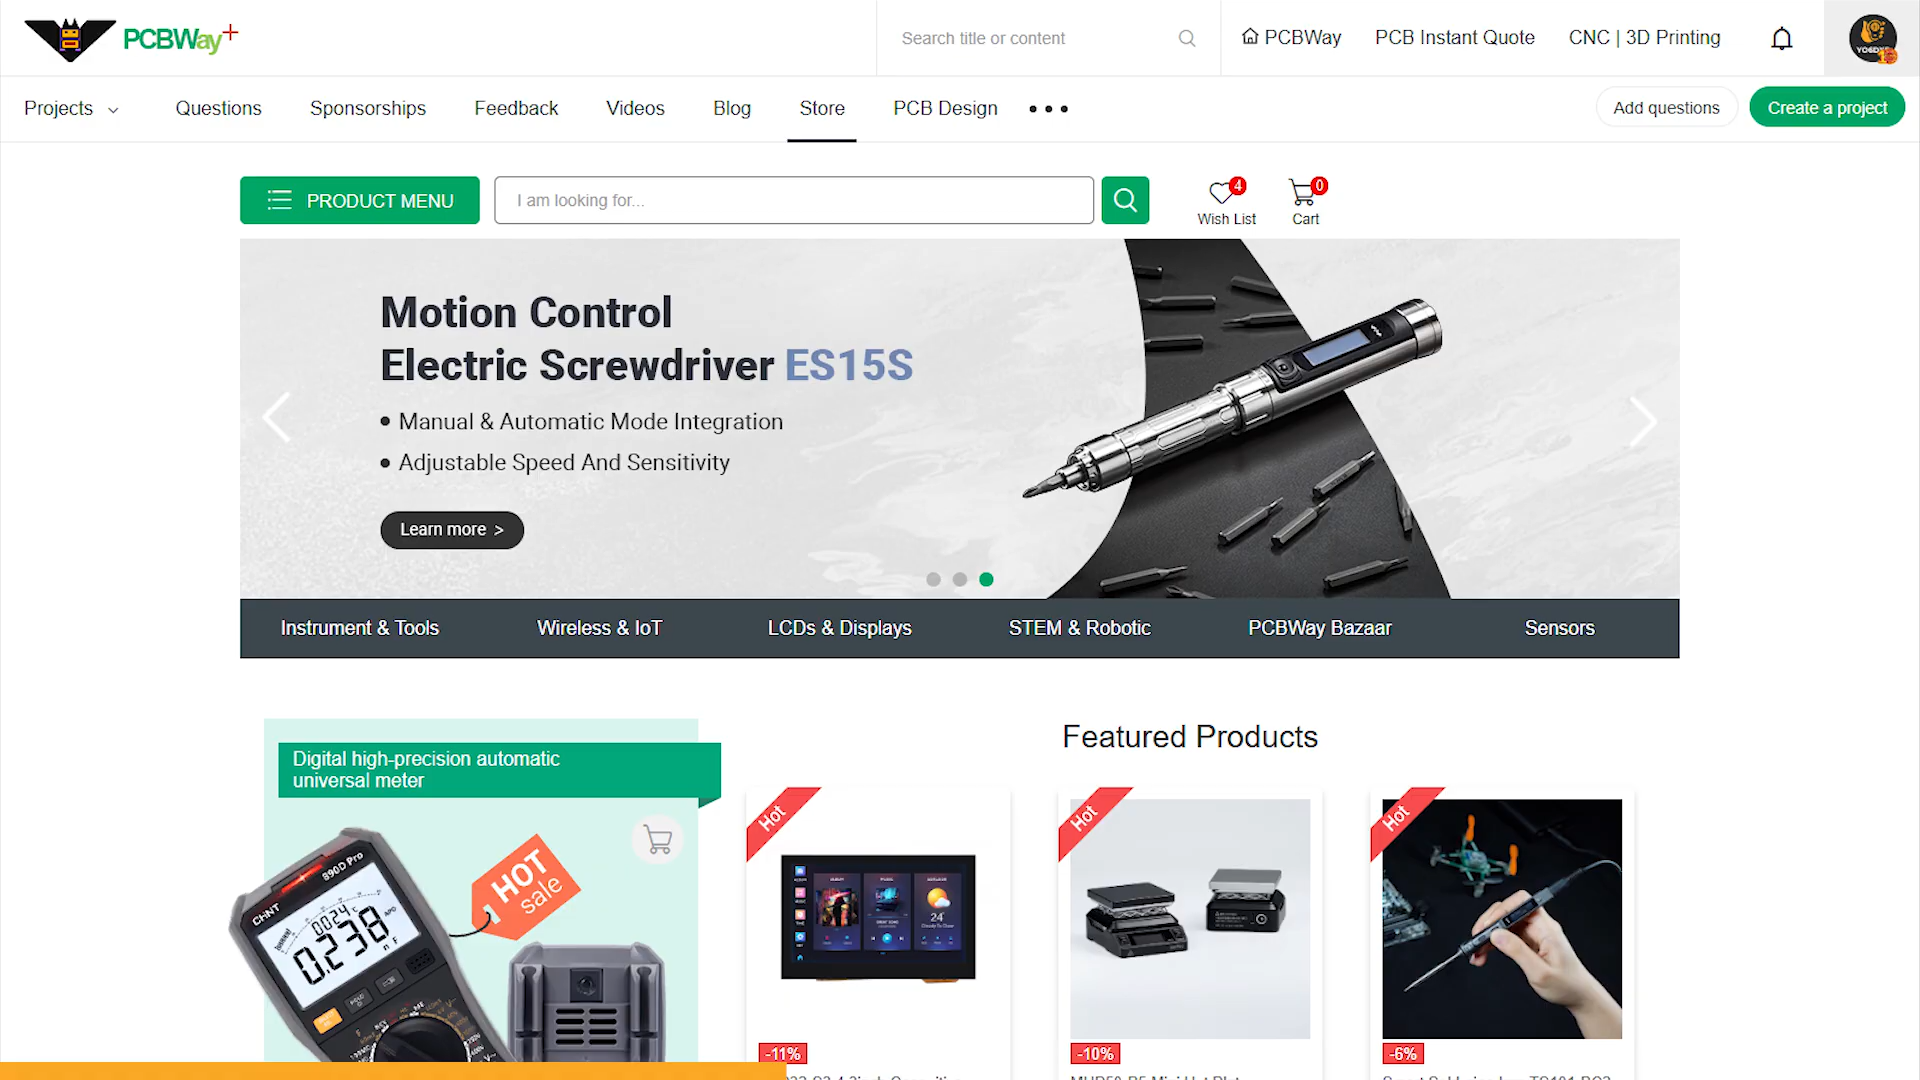 PCBWay+
Search title or content
PCBWay
PCB Instant Quote
CNC | 3D Printing
Projects
Questions
Sponsorships
Feedback
Videos
Blog
Store
PCB Design
Add questions
Create a project
PRODUCT MENU
I am looking for...
4
Wish List
0
Cart
Motion Control
Electric Screwdriver ES15S
Manual & Automatic Mode Integration
Adjustable Speed And Sensitivity
Learn more >
Instrument & Tools
Wireless & IoT
LCDs & Displays
STEM & Robotic
PCBWay Bazaar
Sensors
Digital high-precision automatic
universal meter
Featured Products
HOT
sale
CHNT
890D Pro
0024
0.238
nF
Hot
Hot
Hot
-11%
-10%
-6%